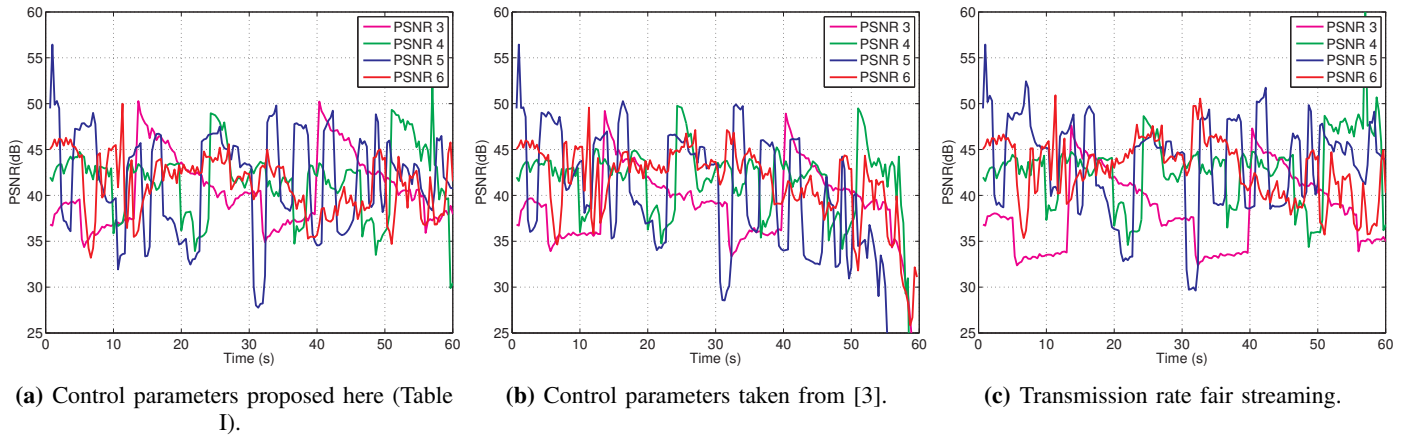 60
55
50
45
40
35
30
25
PSNR(dB)
0 10 20 30 40 50 60
Time (s)
PSNR 3
PSNR 4
PSNR 5
PSNR 6
(a) Control parameters proposed here (Table
I).
60
55
50
45
40
35
30
25
PSNR(dB)
0 10 20 30 40 50 60
Time (s)
PSNR 3
PSNR 4
PSNR 5
PSNR 6
(b) Control parameters taken from [3].
60
55
50
45
40
35
30
25
PSNR(dB)
0 10 20 30 40 50 60
Time (s)
PSNR 3
PSNR 4
PSNR 5
PSNR 6
(c) Transmission rate fair streaming.